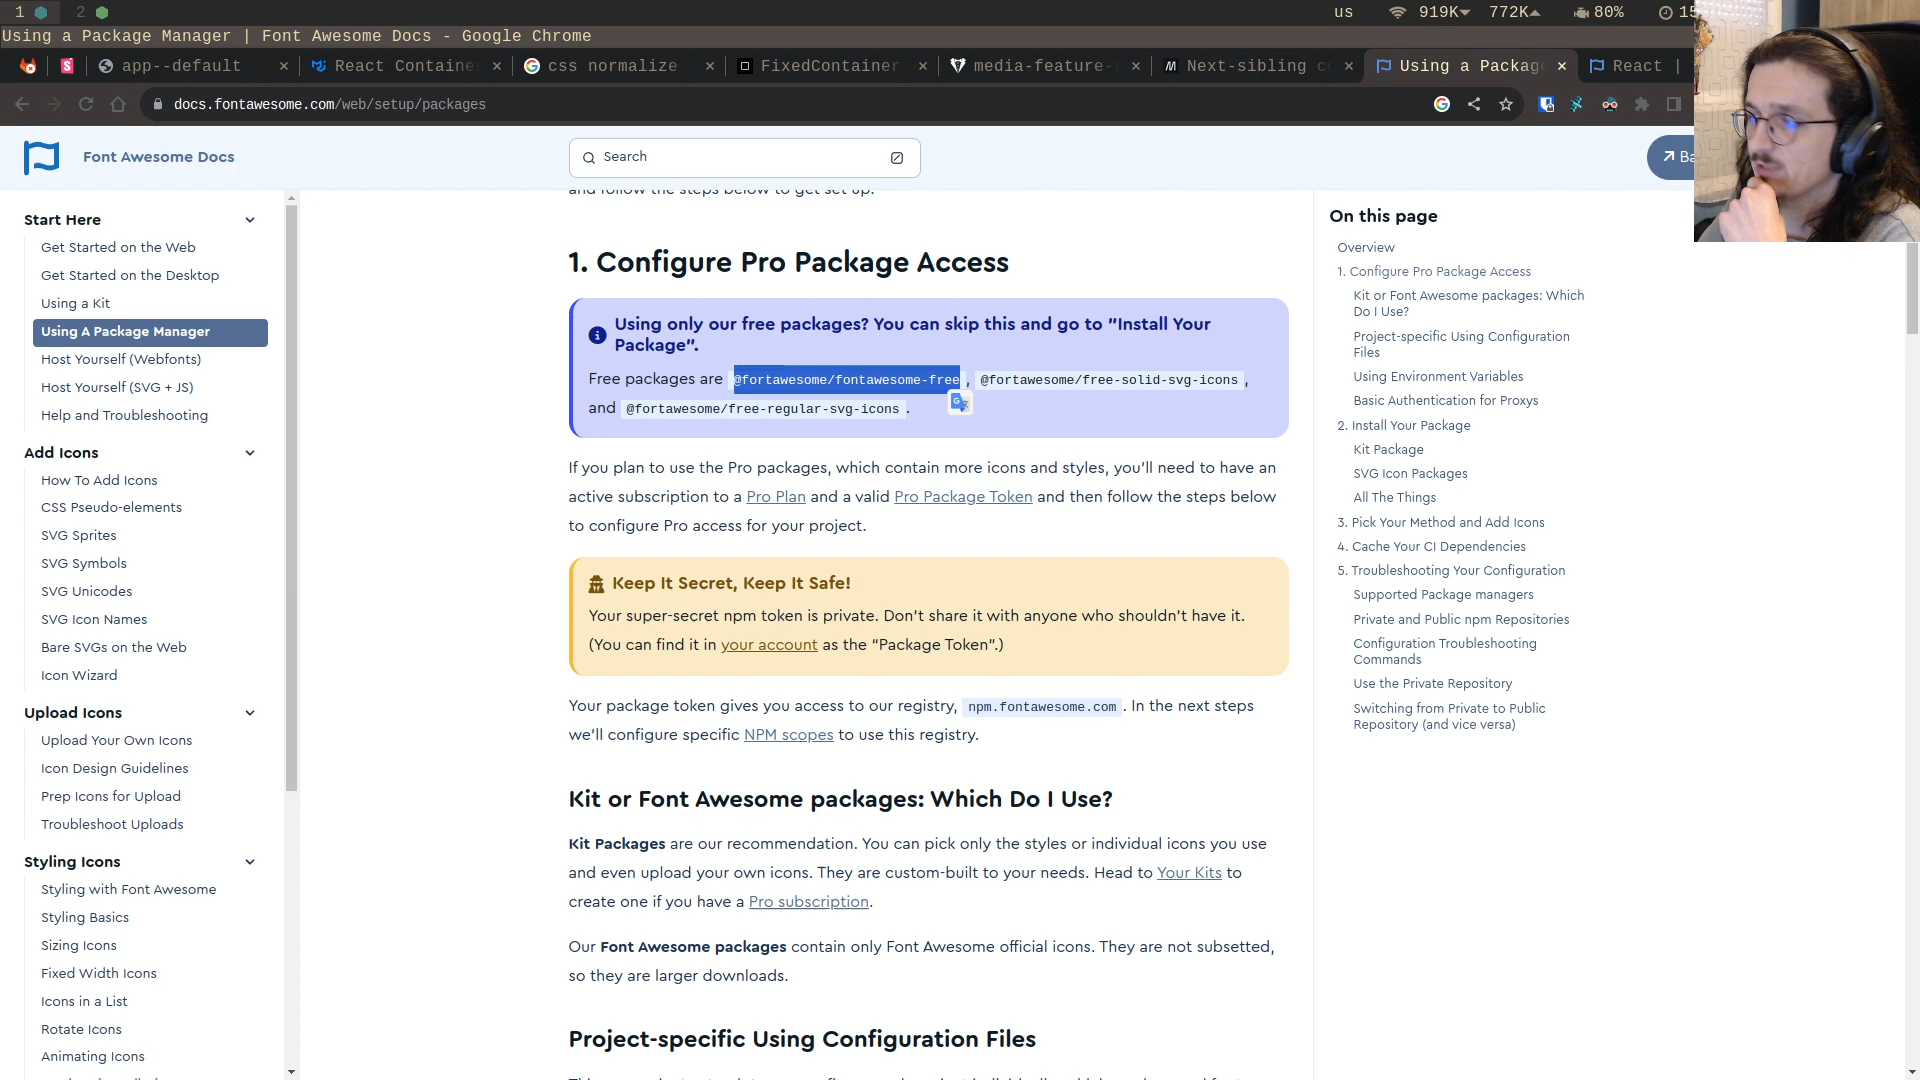 1 2 us 919K 772K 80% 15
Using a Package Manager | Font Awesome Docs - Google Chrome
app--default React Containe css normalize FixedContainer media-feature- Next-sibling c Using a Packag React |
docs.fontawesome.com/web/setup/packages
Font Awesome Docs
Search
Ba
Start Here
Get Started on the Web
Get Started on the Desktop
Using a Kit
Using A Package Manager
Host Yourself (Webfonts)
Host Yourself (SVG + JS)
Help and Troubleshooting
Add Icons
How To Add Icons
CSS Pseudo-elements
SVG Sprites
SVG Symbols
SVG Unicodes
SVG Icon Names
Bare SVGs on the Web
Icon Wizard
Upload Icons
Upload Your Own Icons
Icon Design Guidelines
Prep Icons for Upload
Troubleshoot Uploads
Styling Icons
Styling with Font Awesome
Styling Basics
Sizing Icons
Fixed Width Icons
Icons in a List
Rotate Icons
Animating Icons
and follow the steps below to get set up.
1. Configure Pro Package Access
Using only our free packages? You can skip this and go to "Install Your
Package".
Free packages are @fortawesome/fontawesome-free, @fortawesome/free-solid-svg-icons,
and @fortawesome/free-regular-svg-icons.
If you plan to use the Pro packages, which contain more icons and styles, you'll need to have an
active subscription to a Pro Plan and a valid Pro Package Token and then follow the steps below
to configure Pro access for your project.
Keep It Secret, Keep It Safe!
Your super-secret npm token is private. Don't share it with anyone who shouldn't have it.
(You can find it in your account as the “Package Token”.)
Your package token gives you access to our registry, npm.fontawesome.com. In the next steps
we'll configure specific NPM scopes to use this registry.
Kit or Font Awesome packages: Which Do I Use?
Kit Packages are our recommendation. You can pick only the styles or individual icons you use
and even upload your own icons. They are custom-built to your needs. Head to Your Kits to
create one if you have a Pro subscription.
Our Font Awesome packages contain only Font Awesome official icons. They are not subsetted,
so they are larger downloads.
Project-specific Using Configuration Files
On this page
Overview
1. Configure Pro Package Access
Kit or Font Awesome packages: Which
Do I Use?
Project-specific Using Configuration
Files
Using Environment Variables
Basic Authentication for Proxys
2. Install Your Package
Kit Package
SVG Icon Packages
All The Things
3. Pick Your Method and Add Icons
4. Cache Your CI Dependencies
5. Troubleshooting Your Configuration
Supported Package managers
Private and Public npm Repositories
Configuration Troubleshooting
Commands
Use the Private Repository
Switching from Private to Public
Repository (and vice versa)